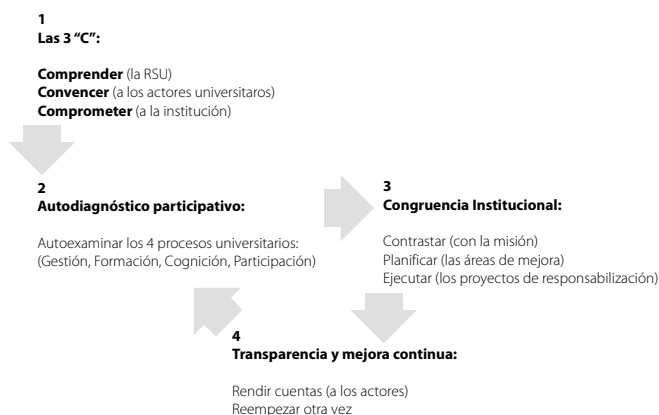 1
Las 3 “C”:
Comprender (la RSU)
Convencer (a los actores universitaros)
Comprometer (a la institución)
2
Autodiagnóstico participativo:
Autoexaminar los 4 procesos universitarios:
(Gestión, Formación, Cognición, Participación)
3
Congruencia Institucional:
Contrastar (con la misión)
Planificar (las áreas de mejora)
Ejecutar (los proyectos de responsabilización)
4
Transparencia y mejora continua:
Rendir cuentas (a los actores)
Reempezar otra vez